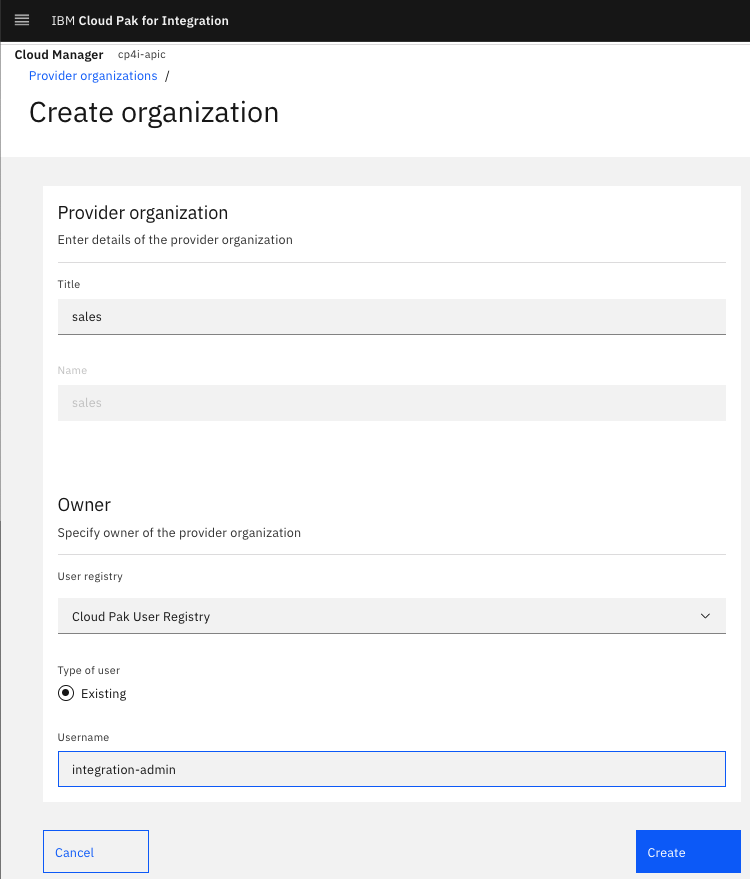 IBM Cloud Pak for Integration
Cloud Manager cp4i-apic
Provider organizations /
Create organization
Provider organization
Enter details of the provider organization
Title
sales
Name
sales
Owner
Specify owner of the provider organization
User registry
Cloud Pak User Registry
Type of user
Existing
Username
integration-admin
Cancel Create